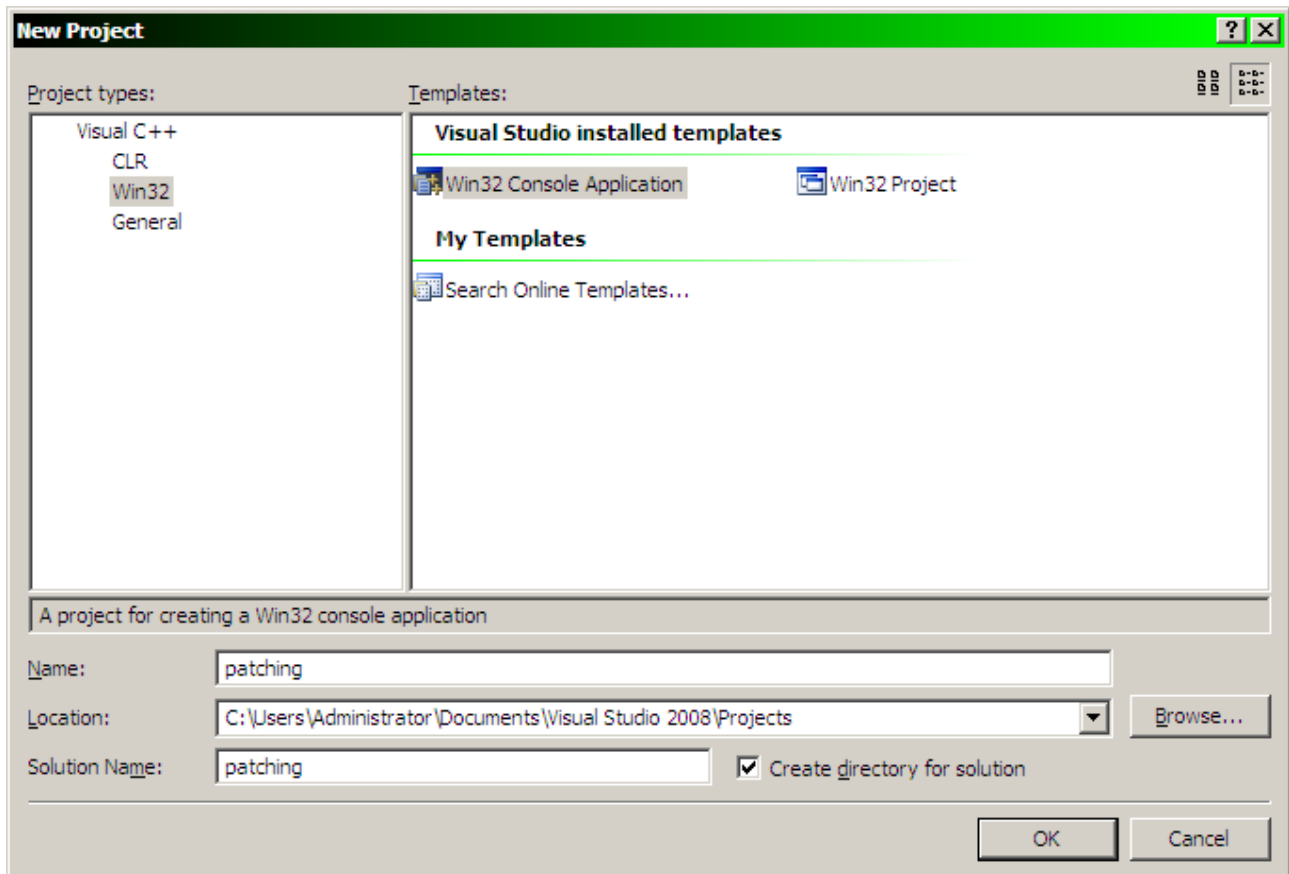 New Project
Project types:
Templates:
Visual C++
CLR
Win32
General
Visual Studio installed templates
Win32 Console Application
Win32 Project
My Templates
Search Online Templates...
A project for creating a Win32 console application
Name:
patching
Location:
C:\Users\Administrator\Documents\Visual Studio 2008\Projects
Browse...
Solution Name:
patching
Create directory for solution
OK
Cancel